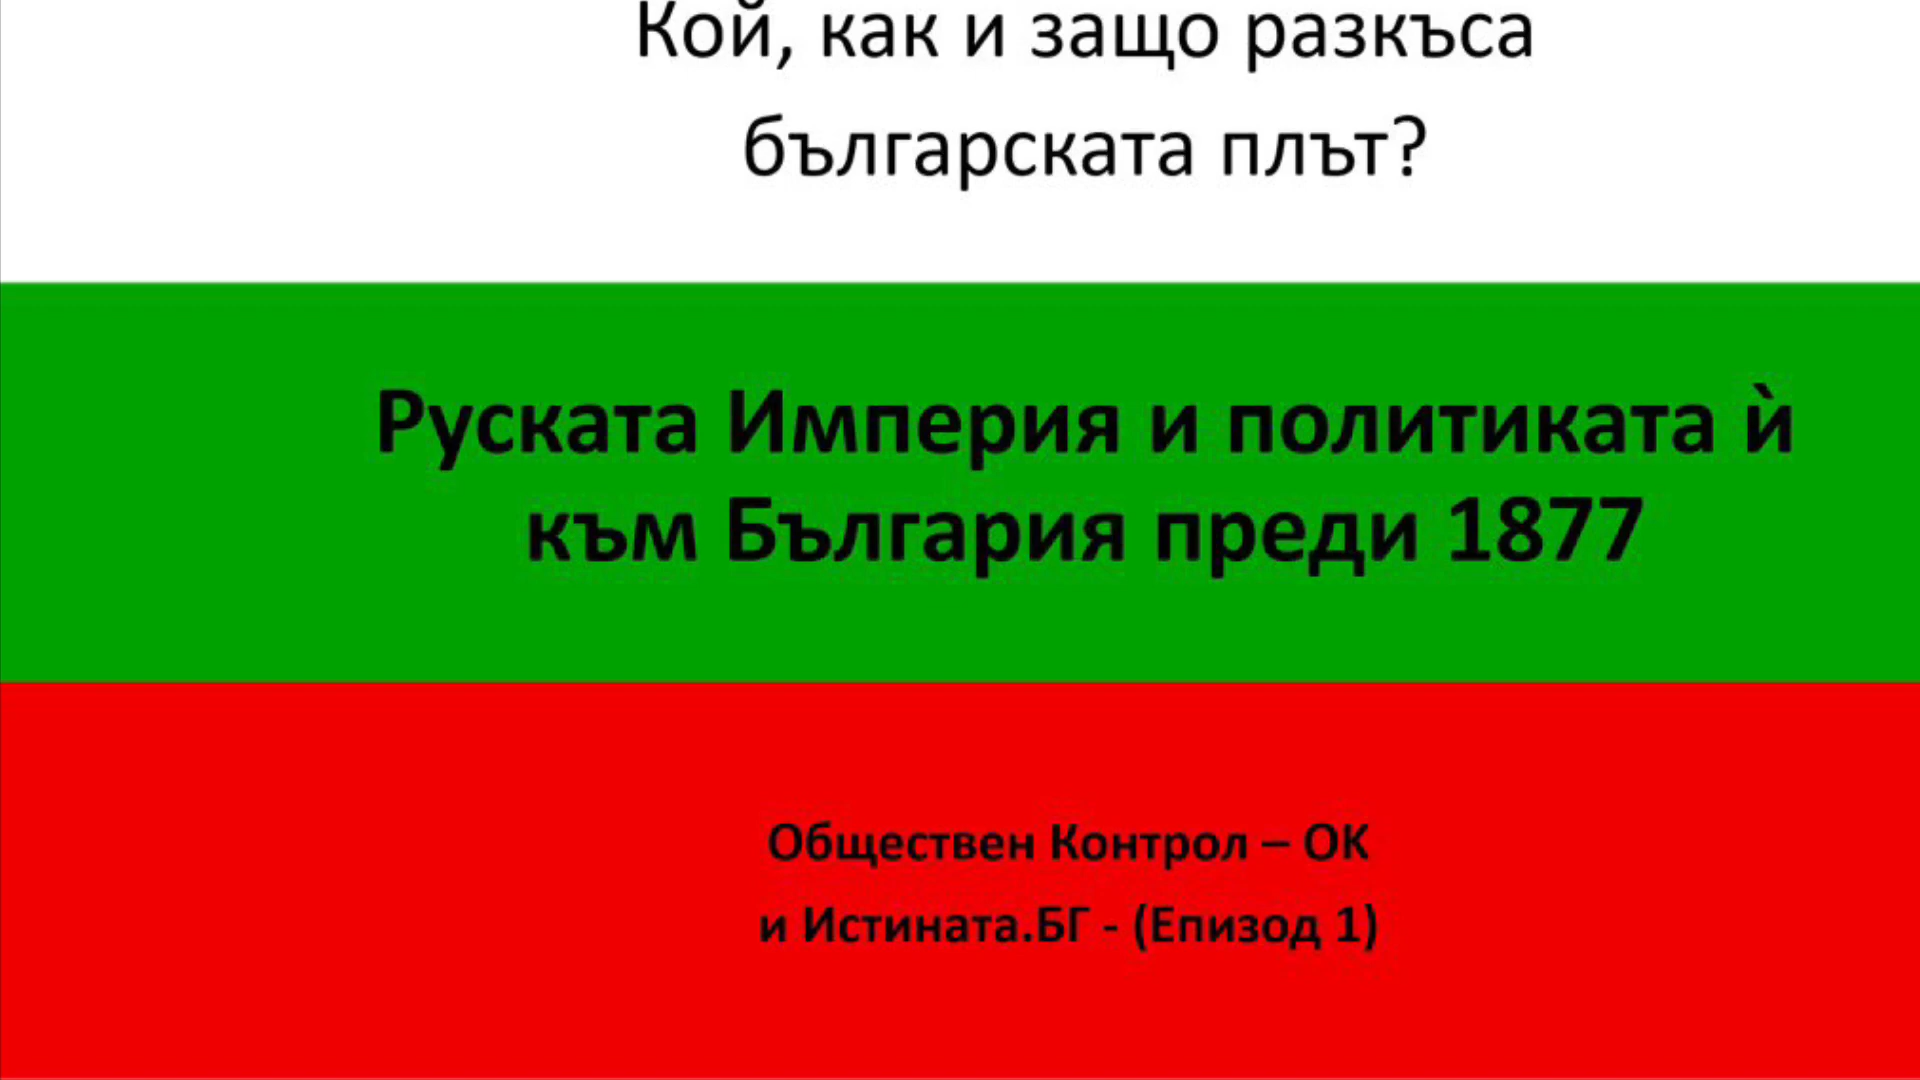 Кой, как и защо разкъса
българската плът?
Руската Империя и политиката ѝ
към България преди 1877
Обществен Контрол – ОК
и Истината.БГ - (Епизод 1)